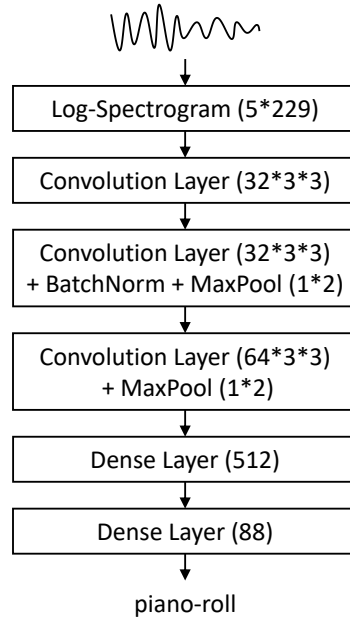 Log-Spectrogram (5*229)
Convolution Layer (32*3*3)
Convolution Layer (32*3*3)
+ BatchNorm + MaxPool (1*2)
Convolution Layer (64*3*3)
+ MaxPool (1*2)
Dense Layer (512)
Dense Layer (88)
piano-roll